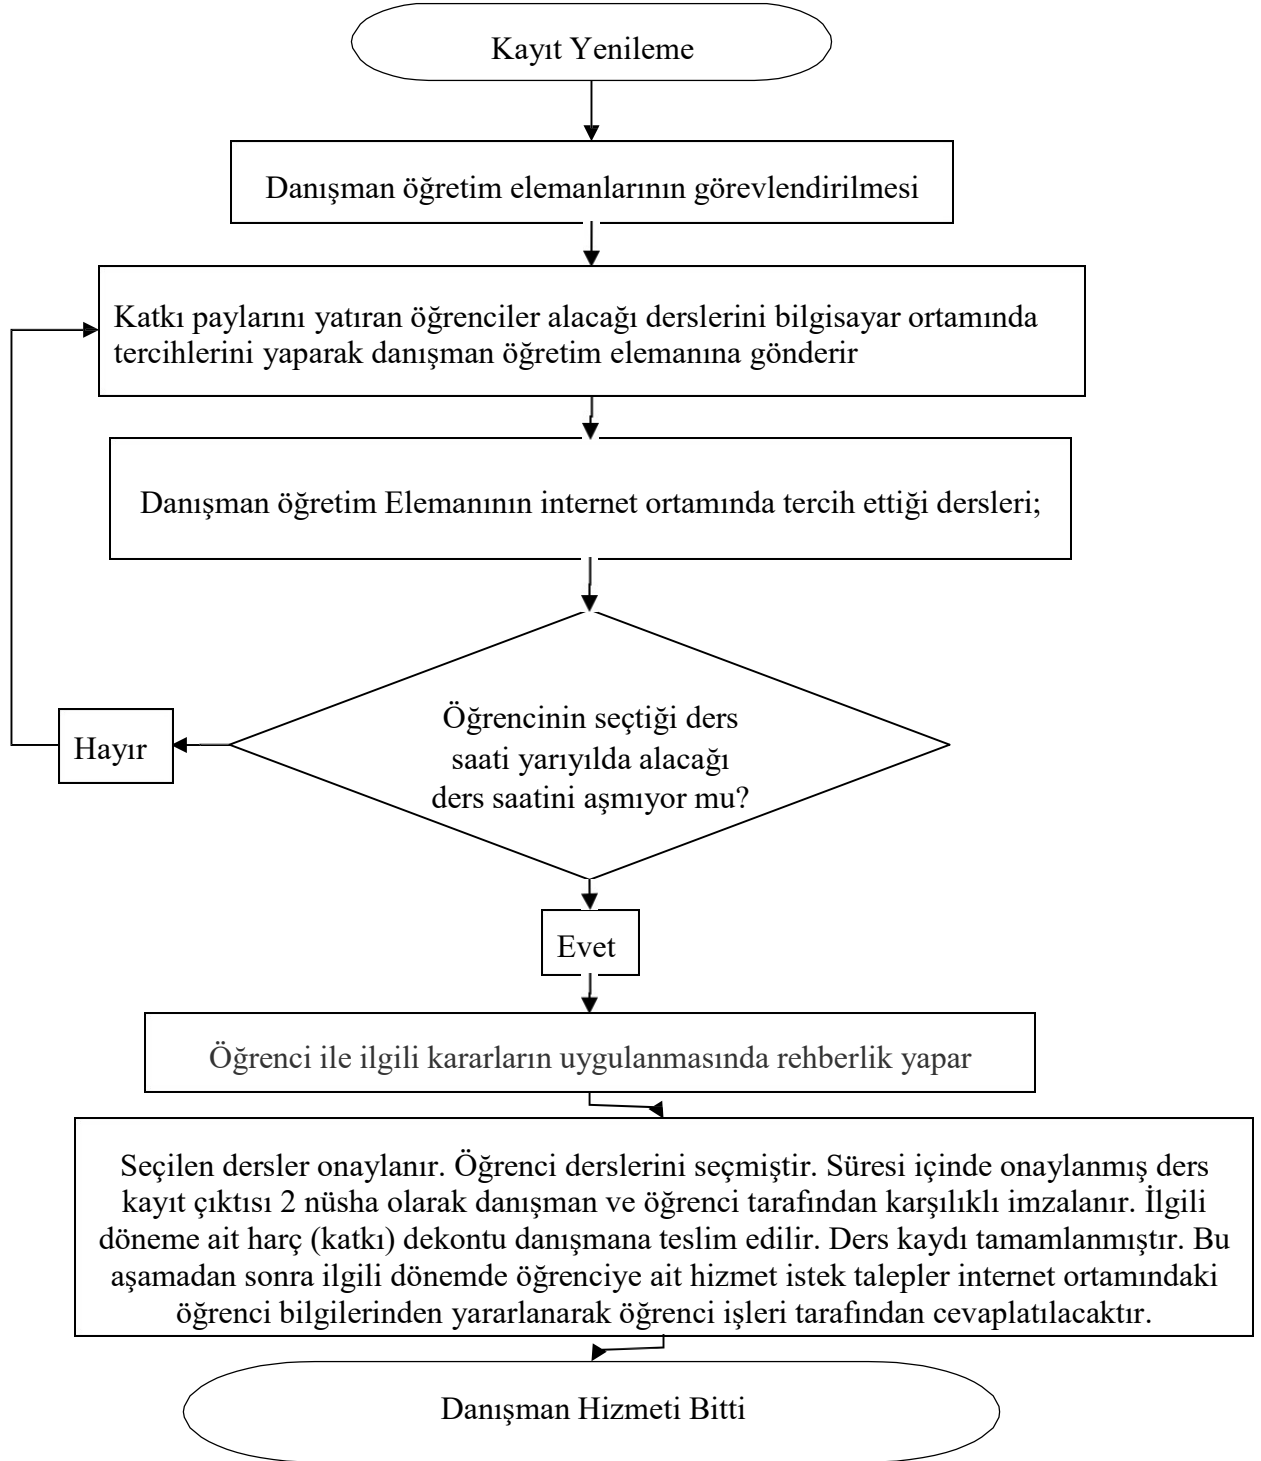 Kayıt Yenileme
Danışman öğretim elemanlarının görevlendirilmesi
Katkı paylarını yatıran öğrenciler alacağı derslerini bilgisayar ortamında
tercihlerini yaparak danışman öğretim elemanına gönderir
Danışman öğretim Elemanının internet ortamında tercih ettiği dersleri;
Öğrencinin seçtiği ders
saati yarıyılda alacağı
ders saatini aşmıyor mu?
Hayır
Evet
Öğrenci ile ilgili kararların uygulanmasında rehberlik yapar
Seçilen dersler onaylanır. Öğrenci derslerini seçmiştir. Süresi içinde onaylanmış ders
kayıt çıktısı 2 nüsha olarak danışman ve öğrenci tarafından karşılıklı imzalanır. İlgili
döneme ait harç (katkı) dekontu danışmana teslim edilir. Ders kaydı tamamlanmıştır. Bu
aşamadan sonra ilgili dönemde öğrenciye ait hizmet istek talepler internet ortamındaki
öğrenci bilgilerinden yararlanarak öğrenci işleri tarafından cevaplatılacaktır.
Danışman Hizmeti Bitti